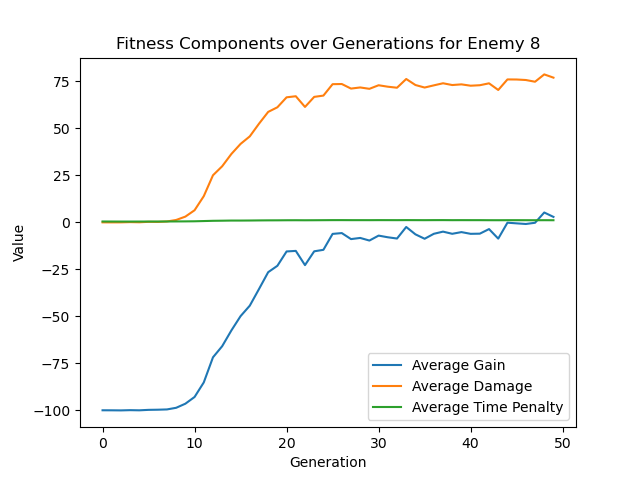 Fitness Components over Generations for Enemy 8
75
50
25
0
−25
−50
−75
−100
Value
0 10 20 30 40 50
Generation
Average Gain
Average Damage
Average Time Penalty